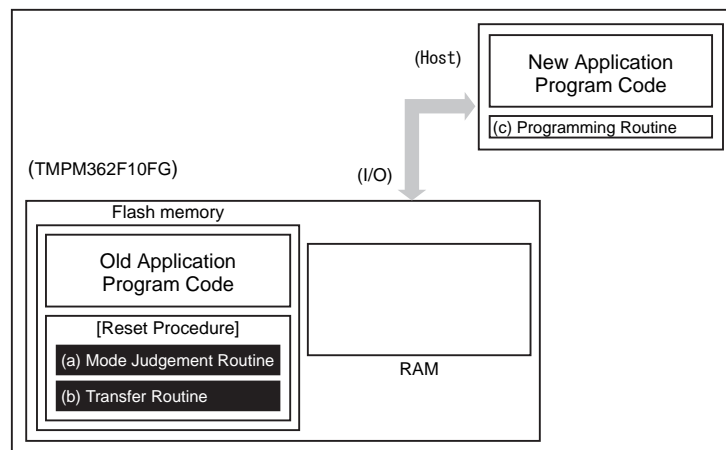 (Host)
New Application
Program Code
(c) Programming Routine
(TMPM362F10FG)
(I/O)
Flash memory
Old Application
Program Code
[Reset Procedure]
(a) Mode Judgement Routine
(b) Transfer Routine
RAM